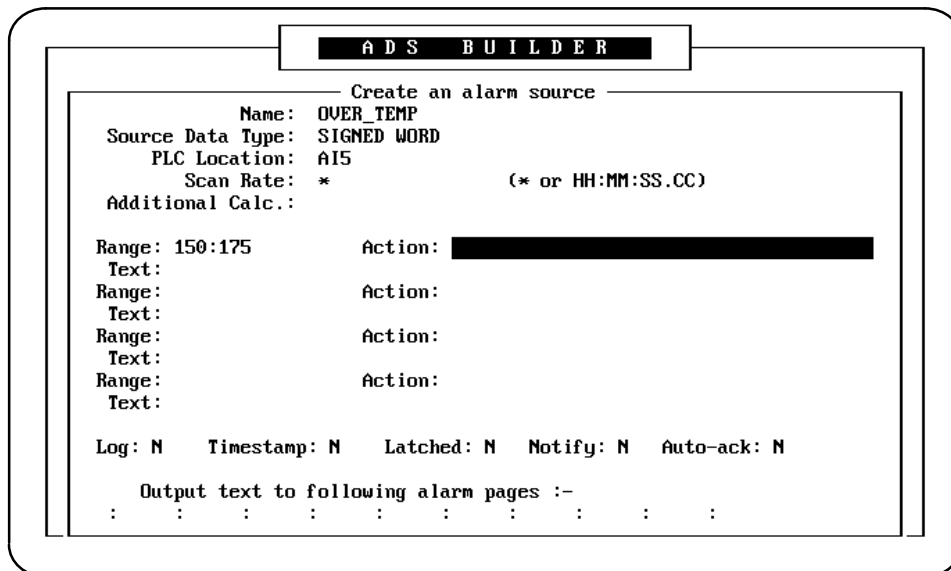 ADS BUILDER
Create an alarm source
Name: OVER_TEMP
Source Data Type: SIGNED WORD
PLC Location: AI5
Scan Rate: * (* or HH:MM:SS.CC)
Additional Calc.:
Range: 150:175 Action:
Text:
Range: Action:
Text:
Range: Action:
Text:
Range: Action:
Text:
Log: N Timestamp: N Latched: N Notify: N Auto-ack: N
Output text to following alarm pages :-
: : : : : : : : : :